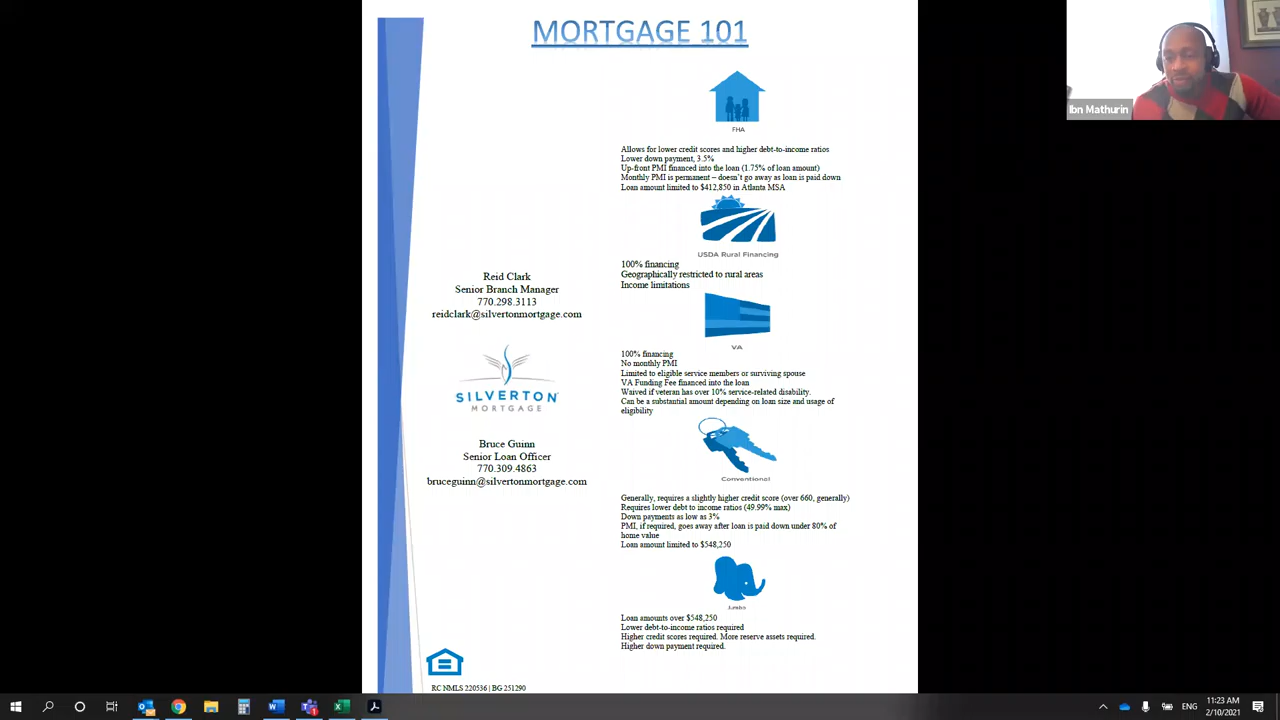 MORTGAGE 101
Ibn Mathurin
FHA
Allows for lower credit scores and higher debt-to-income ratios
Lower down payment, 3.5%
Up-front PMI financed into the loan (1.75% of loan amount)
Monthly PMI is permanent – doesn't go away as loan is paid down
Loan amount limited to $412,850 in Atlanta MSA
USDA Rural Financing
100% financing
Geographically restricted to rural areas
Income limitations
VA
100% financing
No monthly PMI
Limited to eligible service members or surviving spouse
VA Funding Fee financed into the loan
Waived if veteran has over 10% service-related disability.
Can be a substantial amount depending on loan size and usage of
eligibility
Conventional
Generally, requires a slightly higher credit score (over 660, generally)
Requires lower debt to income ratios (49.99% max)
Down payments as low as 3%
PMI, if required, goes away after loan is paid down under 80% of
home value
Loan amount limited to $548,250
Jumbo
Loan amounts over $548,250
Lower debt-to-income ratios required
Higher credit scores required. More reserve assets required.
Higher down payment required.
Reid Clark
Senior Branch Manager
770.298.3113
reidclark@silvertonmortgage.com
SILVERTON
MORTGAGE
Bruce Guinn
Senior Loan Officer
770.309.4863
bruceguinn@silvertonmortgage.com
RC NMLS 220536 | BG 251290
ENG
11:23 AM
2/10/2021